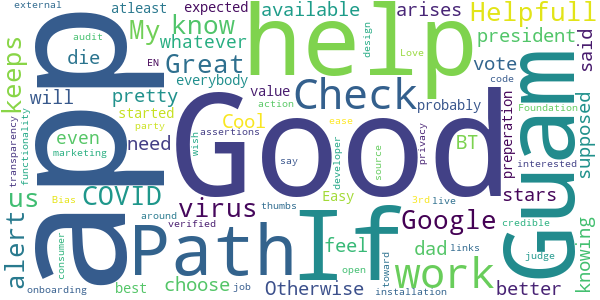 external atleast expected available arises Helpfull
My know president
keeps die whatever help vote said
audit
EN Great everybody design Love
app will pretty Check value probably code
even started action
transparency functionality marketing party need Cool assertions Good BT preperation Foundation Guam supposed
wish ease privacy interested
us COVID say developer source stars
alert Bias virus thumbs Easy 3rd live Google knowing
consumer around verified Path If feel dad links credible
judge
choose open toward work
onboarding best job Otherwise installation better